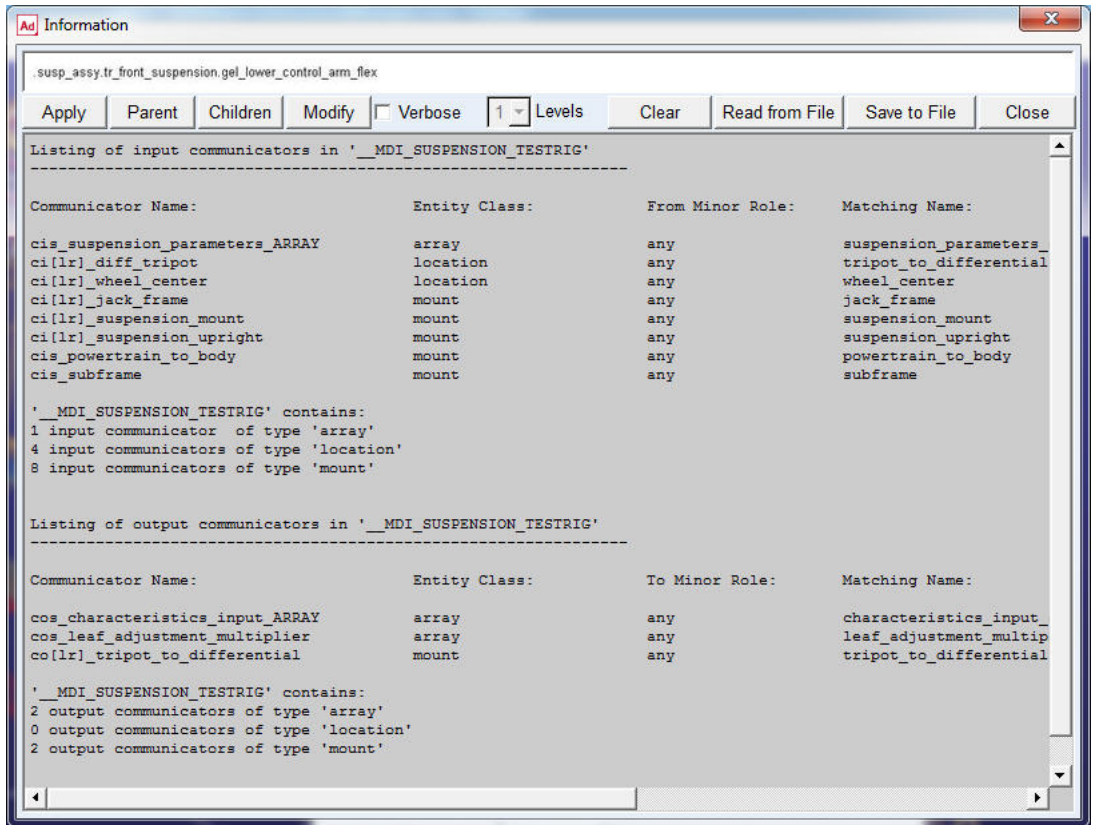 Ad Information
.susp_assy.tr_front_suspension.gel_lower_control_arm_flex
Apply Parent Children Modify Verbose 1 Levels Clear Read from File Save to File Close
Listing of input communicators in '__MDI_SUSPENSION_TESTRIG'
----------------------------------------------------------------
Communicator Name: Entity Class: From Minor Role: Matching Name:
cis_suspension_parameters_ARRAY array any suspension_parameters_
ci[lr]_diff_tripot location any tripot_to_differential
ci[lr]_wheel_center location any wheel_center
ci[lr]_jack_frame mount any jack_frame
ci[lr]_suspension_mount mount any suspension_mount
ci[lr]_suspension_upright mount any suspension_upright
cis_powertrain_to_body mount any powertrain_to_body
cis_subframe mount any subframe
'__MDI_SUSPENSION_TESTRIG' contains:
1 input communicator of type 'array'
4 input communicators of type 'location'
8 input communicators of type 'mount'
Listing of output communicators in '__MDI_SUSPENSION_TESTRIG'
----------------------------------------------------------------
Communicator Name: Entity Class: To Minor Role: Matching Name:
cos_characteristics_input_ARRAY array any characteristics_input_
cos_leaf_adjustment_multiplier array any leaf_adjustment_multip
co[lr]_tripot_to_differential mount any tripot_to_differential
'__MDI_SUSPENSION_TESTRIG' contains:
2 output communicators of type 'array'
0 output communicators of type 'location'
2 output communicators of type 'mount'